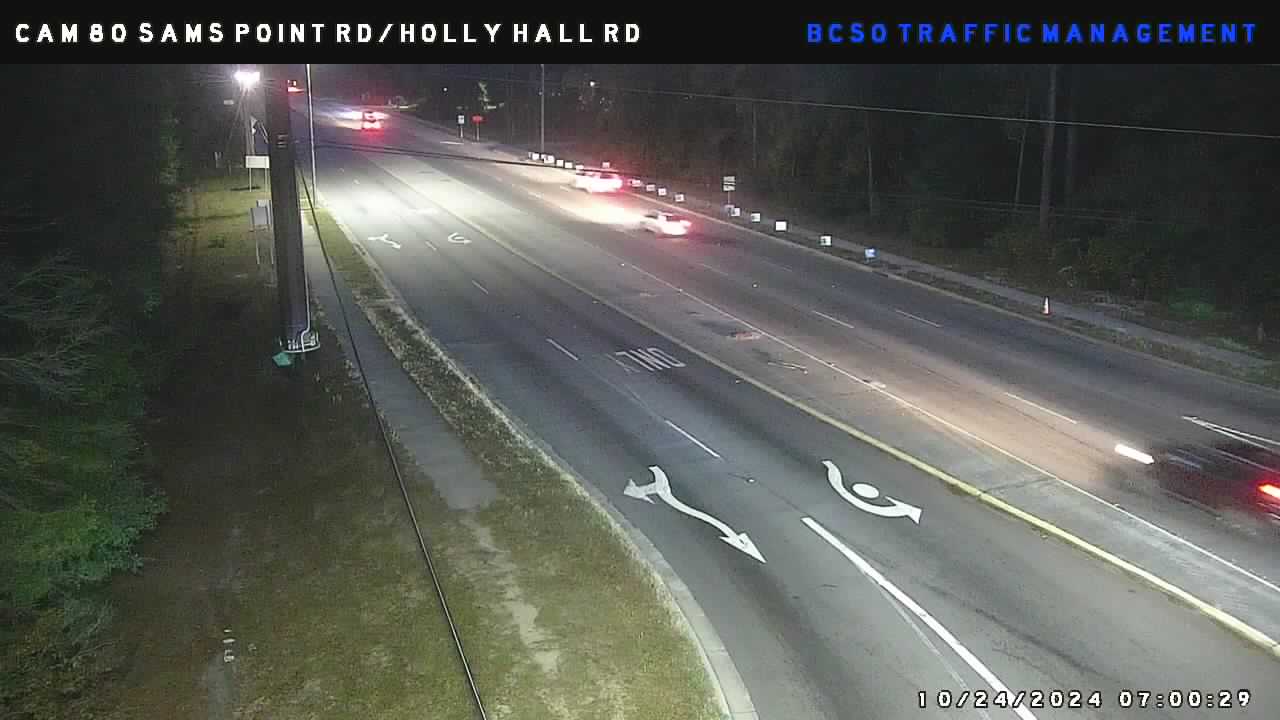 CAM 80 SAMS POINT RD/HOLLY HALL RD
BCSO TRAFFIC MANAGEMENT
ONLY
10/24/2024 07:00:29